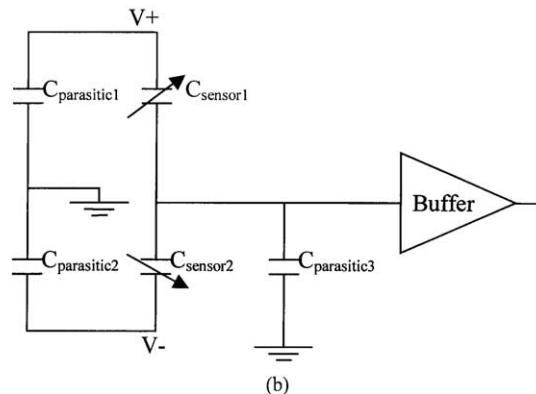 V+
Cparasitic1
Csensor1
Buffer
Cparasitic2
Csensor2
Cparasitic3
V-
(b)